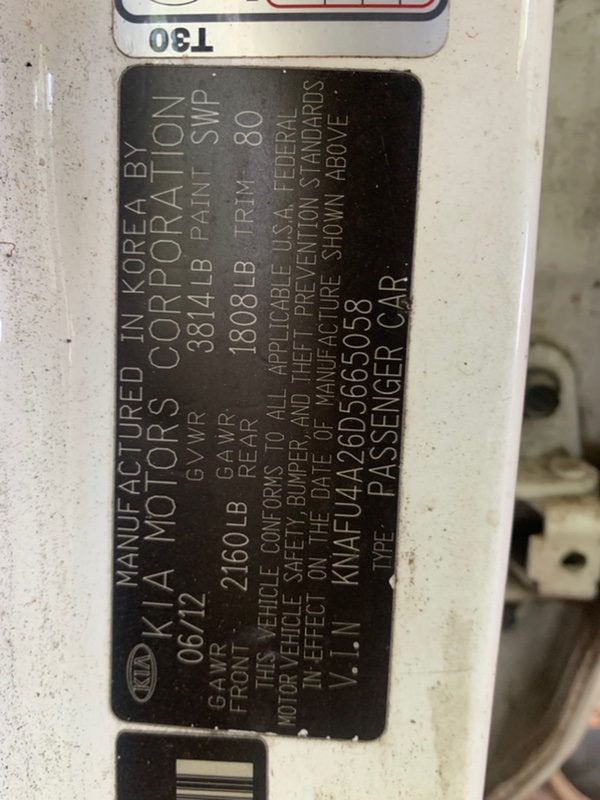 T30
MANUFACTURED IN KOREA BY
KIA KIA MOTORS CORPORATION
06/12 GVWR 3814LB PAINT SWP
GAWR FRONT 2160LB GAWR REAR 1808LB TRIM 80
THIS VEHICLE CONFORMS TO ALL APPLICABLE U.S.A. FEDERAL
MOTOR VEHICLE SAFETY, BUMPER, AND THEFT PREVENTION STANDARDS
IN EFFECT ON THE DATE OF MANUFACTURE SHOWN ABOVE
V.I.N KNAFU4A26D5665058
TYPE: PASSENGER CAR